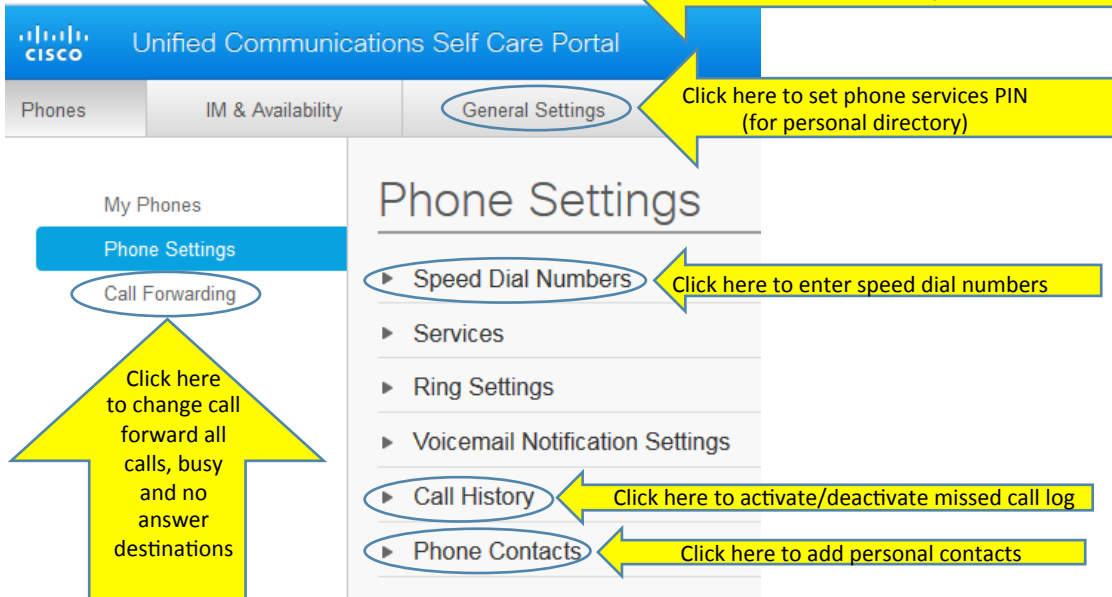 CISCO
Unified Communications Self Care Portal
Phones
IM & Availability
General Settings
Click here to set phone services PIN
(for personal directory)
My Phones
Phone Settings
Call Forwarding
Click here
to change call
forward all
calls, busy
and no
answer
destinations
Phone Settings
Speed Dial Numbers
Click here to enter speed dial numbers
Services
Ring Settings
Voicemail Notification Settings
Call History
Click here to activate/deactivate missed call log
Phone Contacts
Click here to add personal contacts